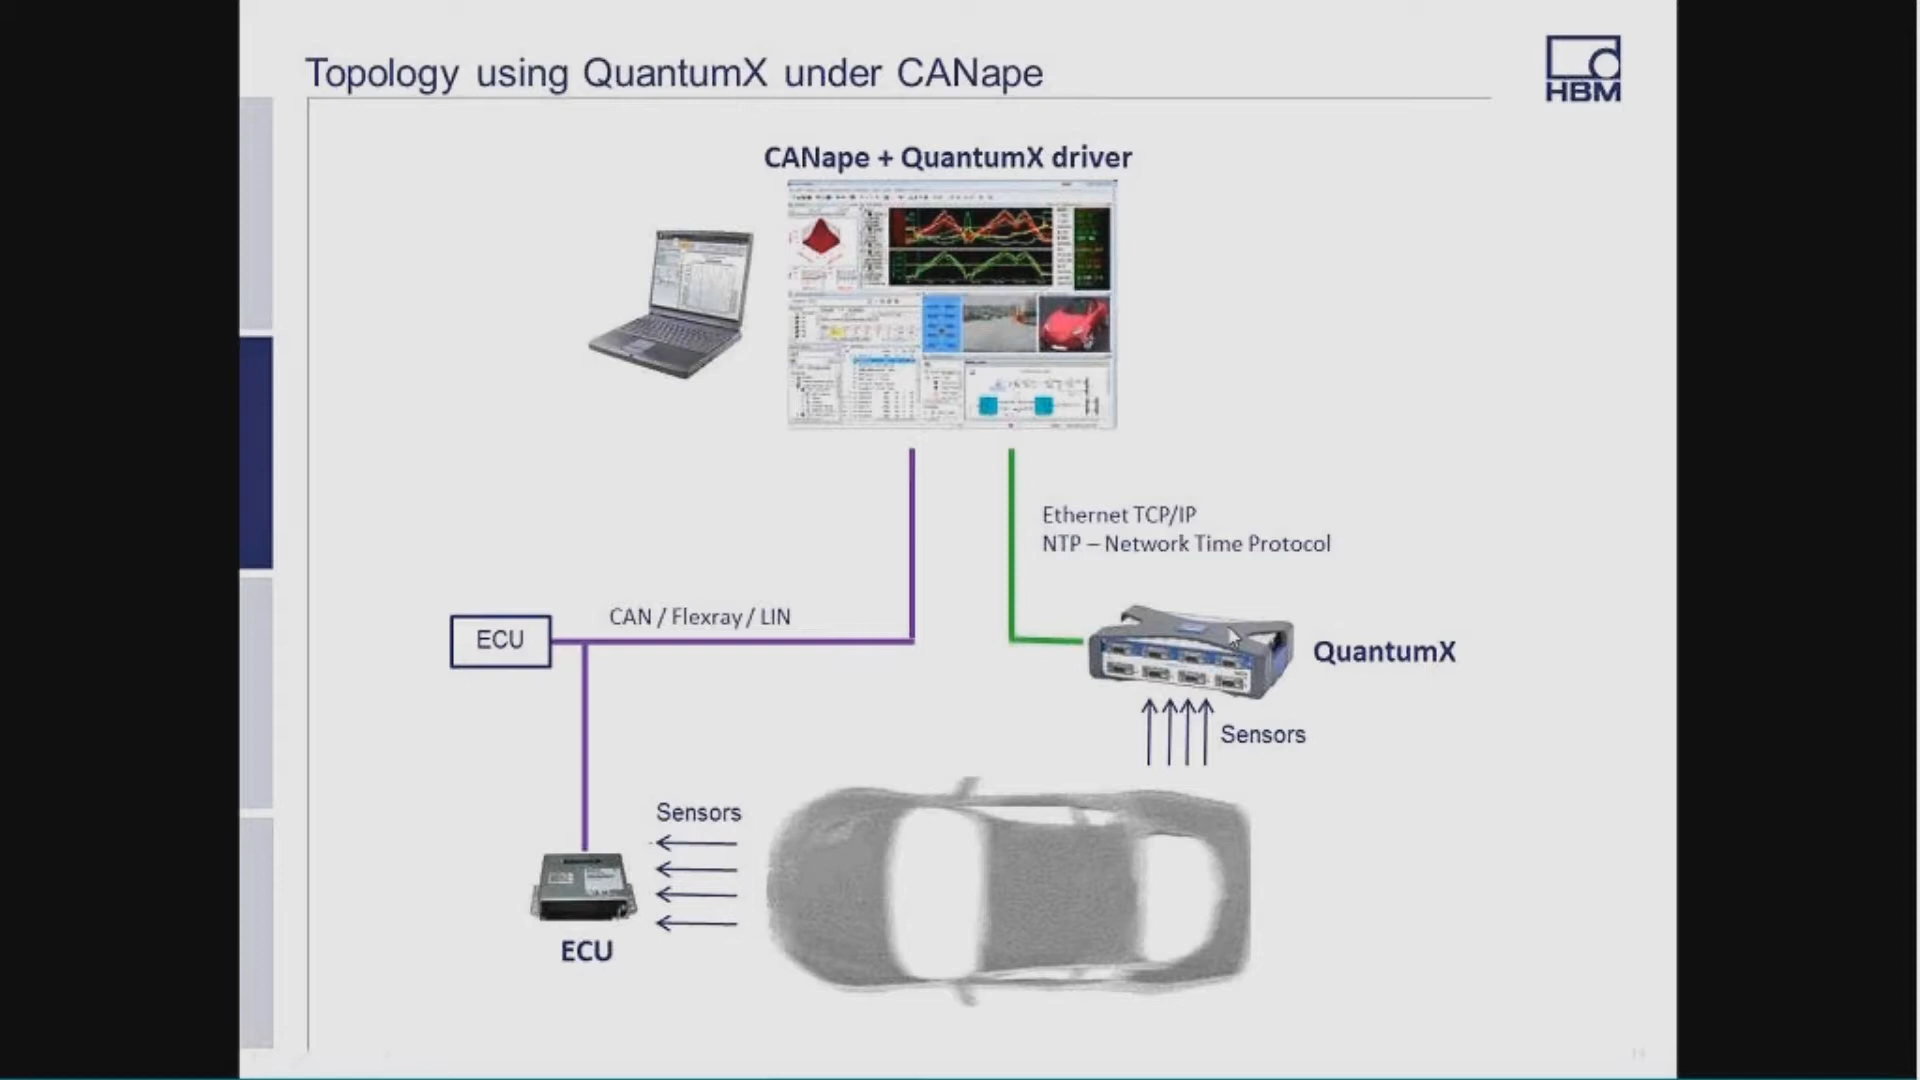 Topology using QuantumX under CANape
HBM
CANape + QuantumX driver
Ethernet TCP/IP
NTP – Network Time Protocol
CAN / Flexray / LIN
ECU
QuantumX
Sensors
Sensors
ECU